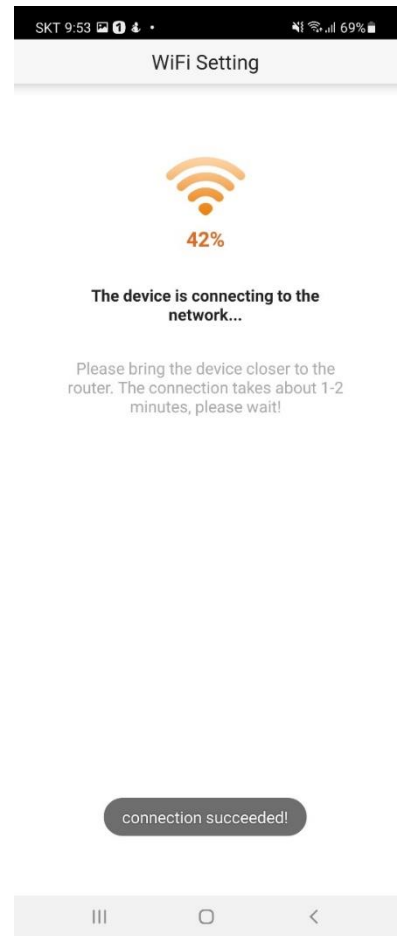 SKT 9:53 1 69%
WiFi Setting
42%
The device is connecting to the
network...
Please bring the device closer to the
router. The connection takes about 1-2
minutes, please wait!
connection succeeded!